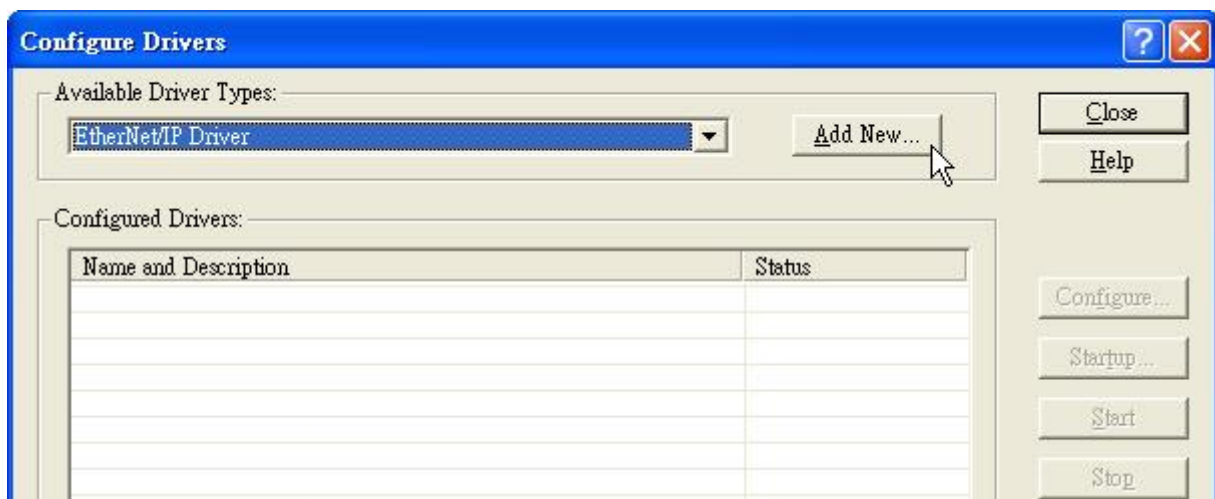 Configure Drivers
Available Driver Types:
EtherNet/IP Driver
Add New...
Close
Help
Configured Drivers:
Name and Description
Status
Configure...
Startup...
Start
Stop